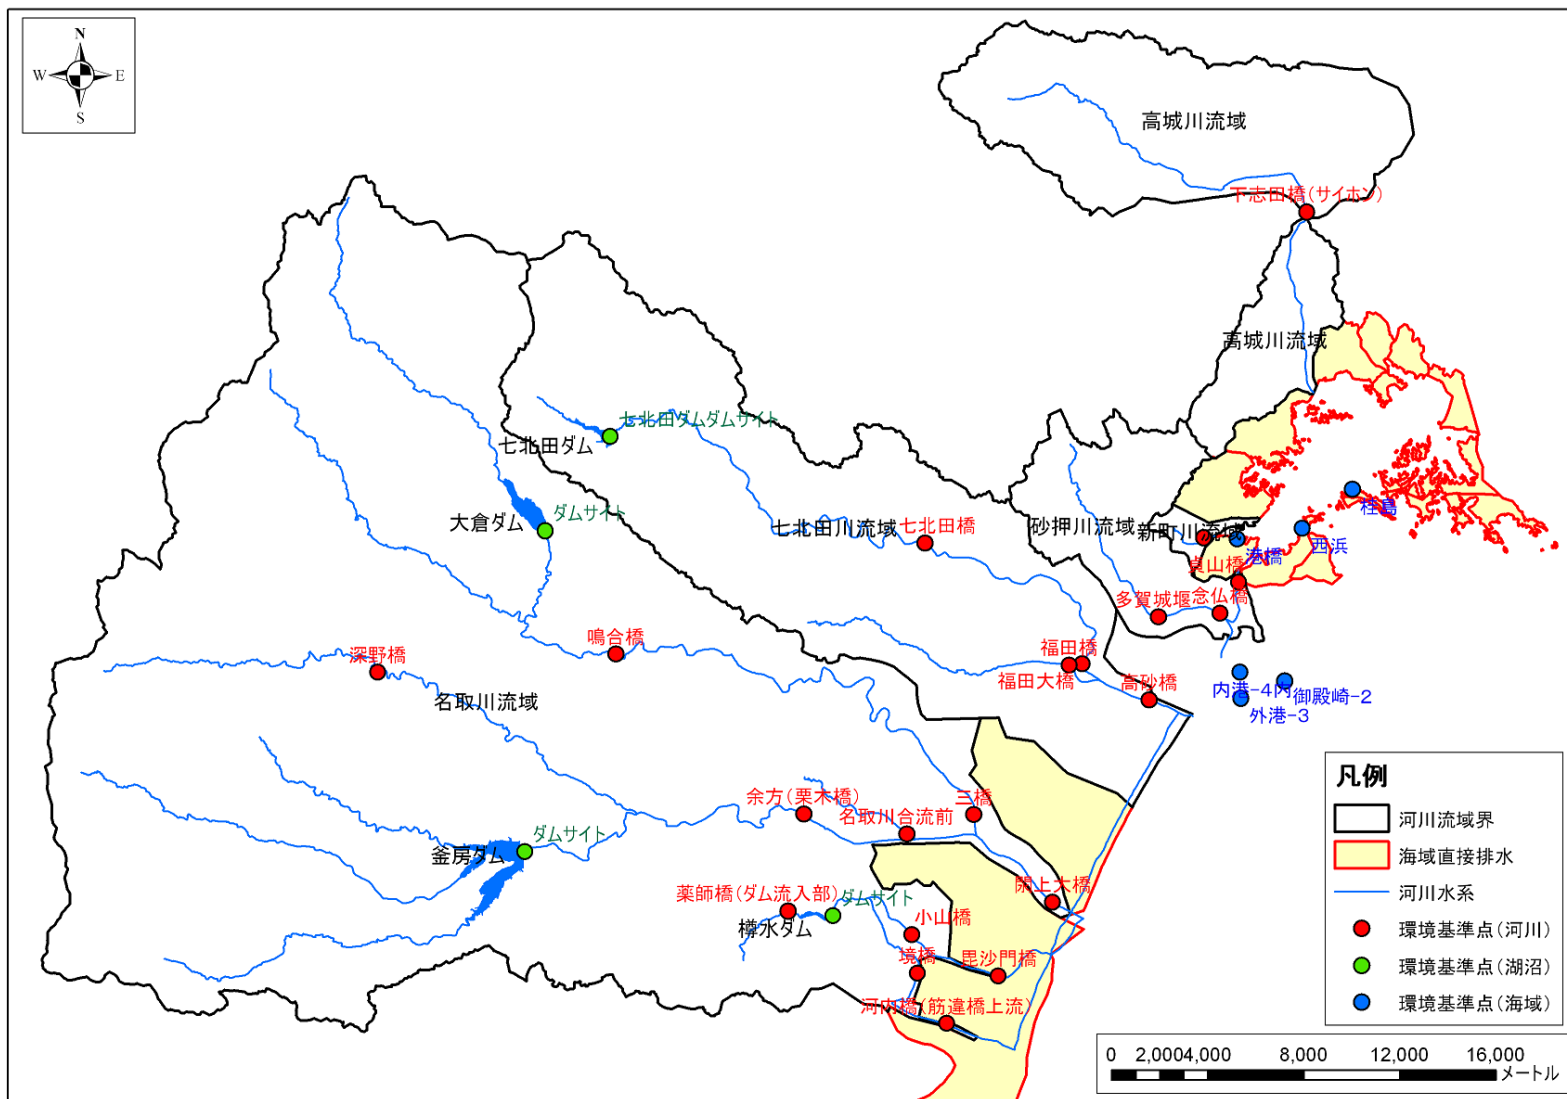 N
W
E
S
高城川流域
下志田橋(サイホン)
高城川流域
七北田ダムダムサイト
七北田ダム
大倉ダム
ダムサイト
七北田川流域
七北田橋
砂押川流域
新町川流域
桂島
西浜
港橋
貞山橋
多賀城堰
念仏橋
鳴合橋
深野橋
福田橋
福田大橋
高砂橋
名取川流域
内港-4内
御殿崎-2
外港-3
余方(栗木橋)
名取川合流前
三橋
釜房ダム
ダムサイト
薬師橋(ダム流入部)
ダムサイト
樽水ダム
小山橋
閖上大橋
境橋
毘沙門橋
河内橋(筋違橋上流)
凡例
河川流域界
海域直接排水
河川水系
環境基準点(河川)
環境基準点(湖沼)
環境基準点(海域)
0 2,0004,000 8,000 12,000 16,000
メートル